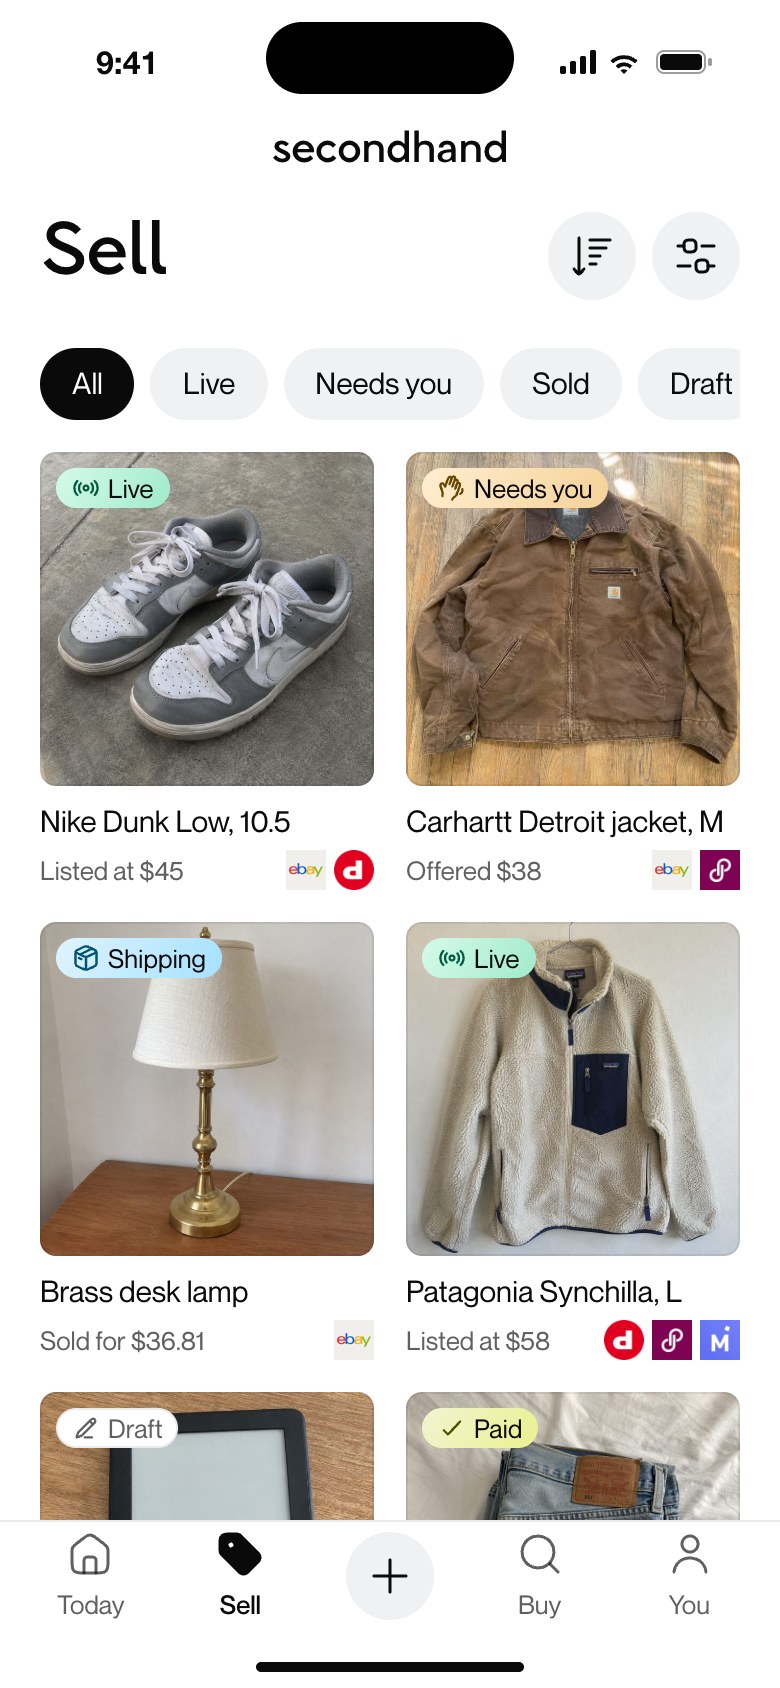 9:41
secondhand
Sell
All Live Needs you Sold Draft
Live
Needs you
Nike Dunk Low, 10.5
Carhartt Detroit jacket, M
Listed at $45 ebay d
Offered $38 ebay
Shipping
Live
Brass desk lamp
Patagonia Synchilla, L
Sold for $36.81 ebay
Listed at $58 d M
Draft
Paid
Today Sell Buy You